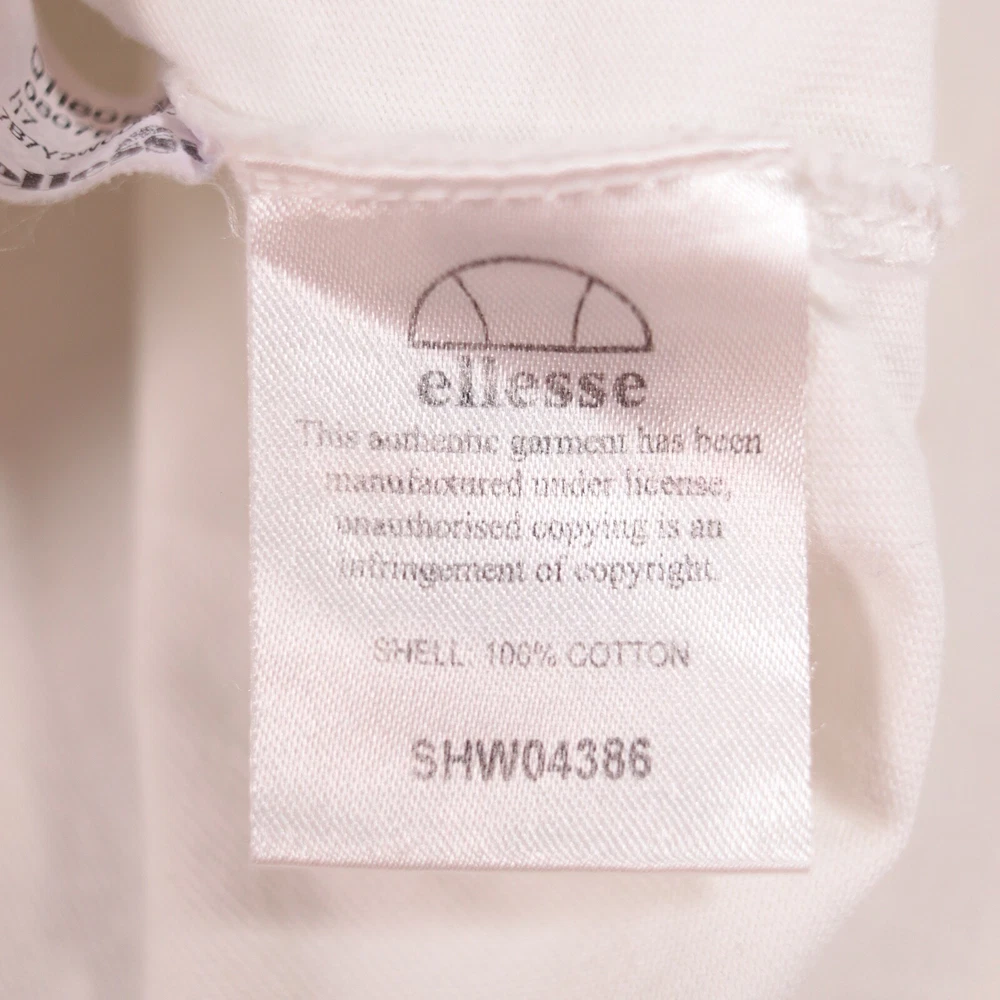 ellesse
This authentic garment has been
manufactured under license,
unauthorised copying is an
infringement of copyright.
SHELL: 100% COTTON
SHW04386